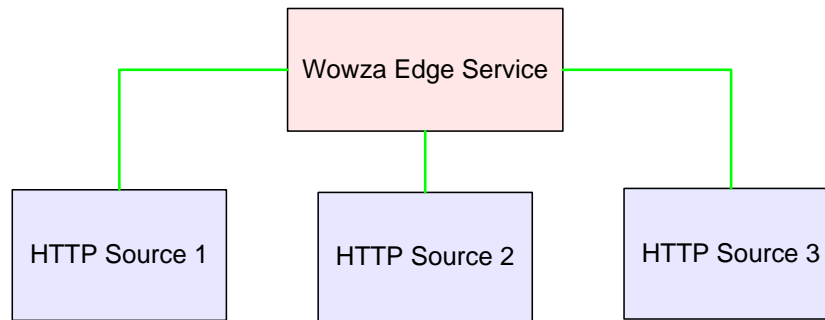 Wowza Edge Service
HTTP Source 1
HTTP Source 2
HTTP Source 3